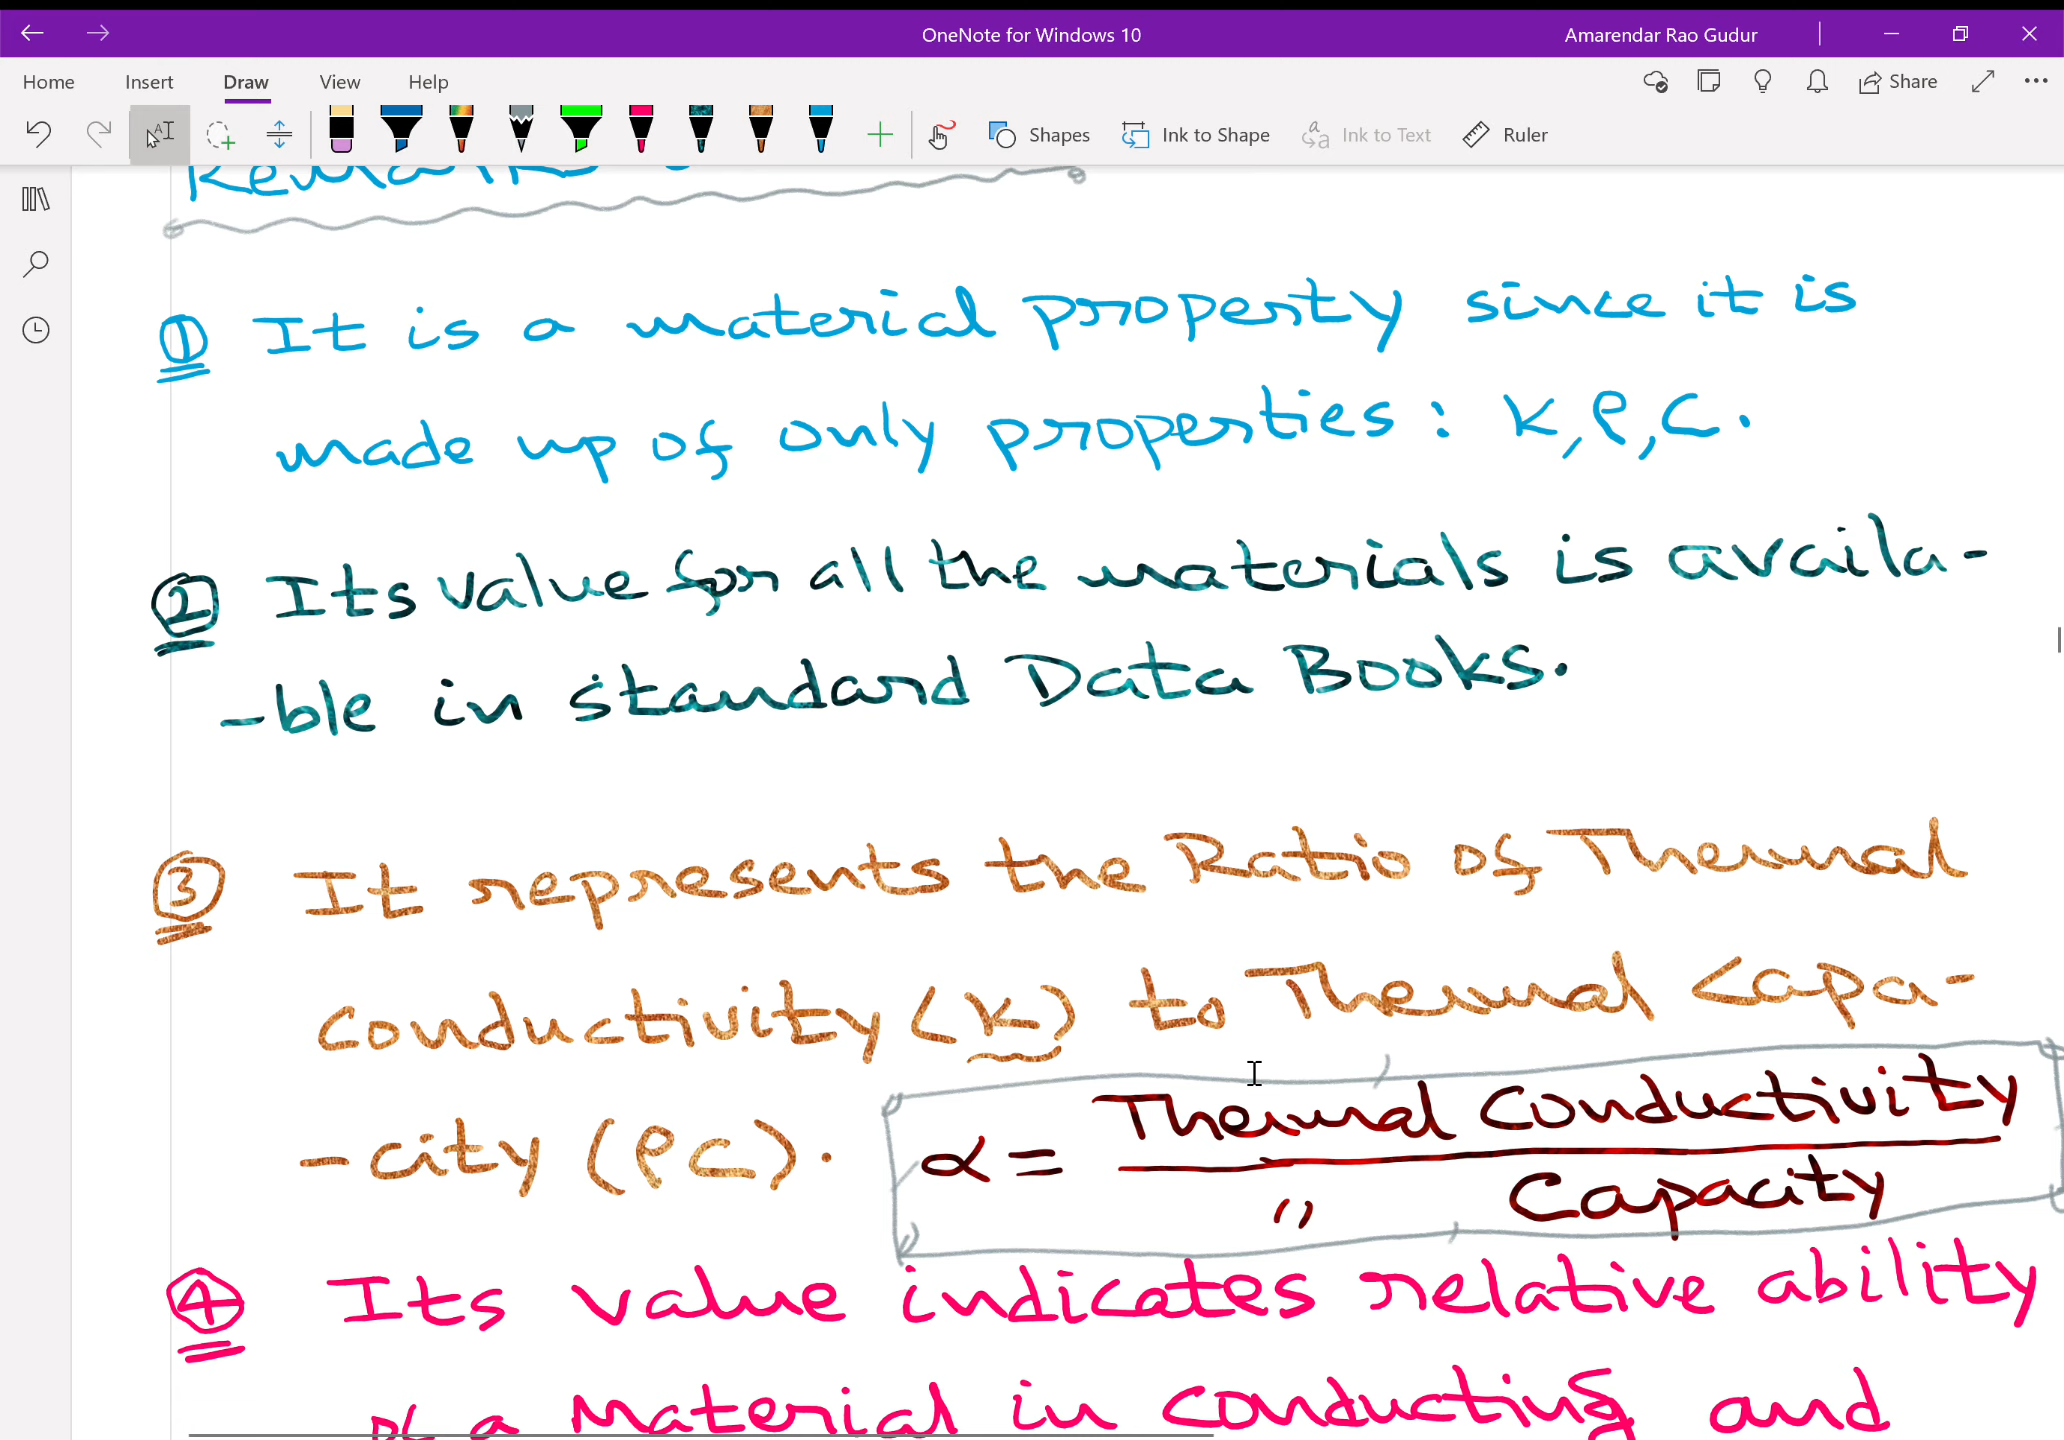 OneNote for Windows 10
Amarendar Rao Gudur
Home Insert Draw View Help
Share
Shapes Ink to Shape Ink to Text Ruler
Remarks
① It is a material property since it is
made up of only properties : K, ρ, C.
② Its value for all the materials is availa-
-ble in standard Data Books.
③ It represents the Ratio of Thermal
conductivity (K) to Thermal Capa-
-city (ρC).
α = Thermal Conductivity
" Capacity
④ Its value indicates relative ability
of a Material in conducting and